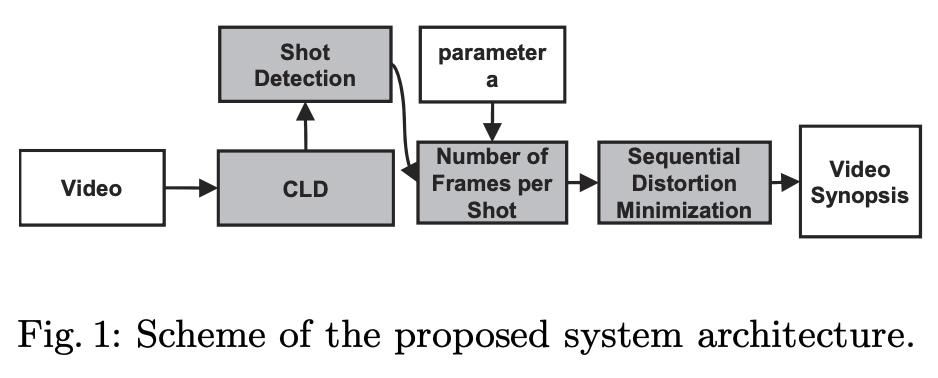 Shot
Detection
parameter
a
Video
CLD
Number of
Frames per
Shot
Sequential
Distortion
Minimization
Video
Synopsis
Fig. 1: Scheme of the proposed system architecture.